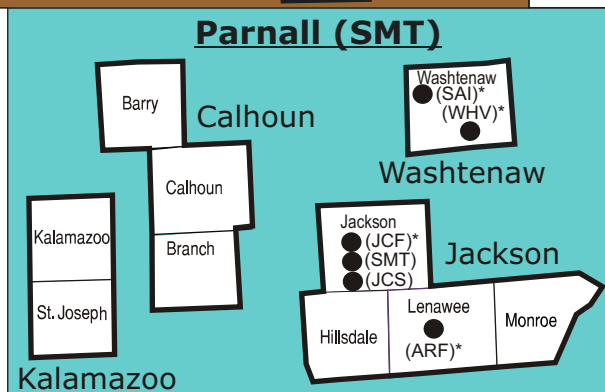 Parnall (SMT)
Barry
Calhoun
Calhoun
Branch
Washtenaw
(SAI)*
(WHV)*
Washtenaw
Kalamazoo
St. Joseph
Kalamazoo
Jackson
(JCF)*
(SMT)
(JCS)
Jackson
Hillsdale
Lenawee
(ARF)*
Monroe